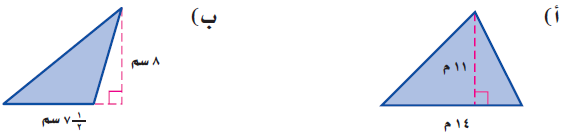 أ)
١١ م
١٤ م
ب)
٨ سم
٧ ١/٢ سم